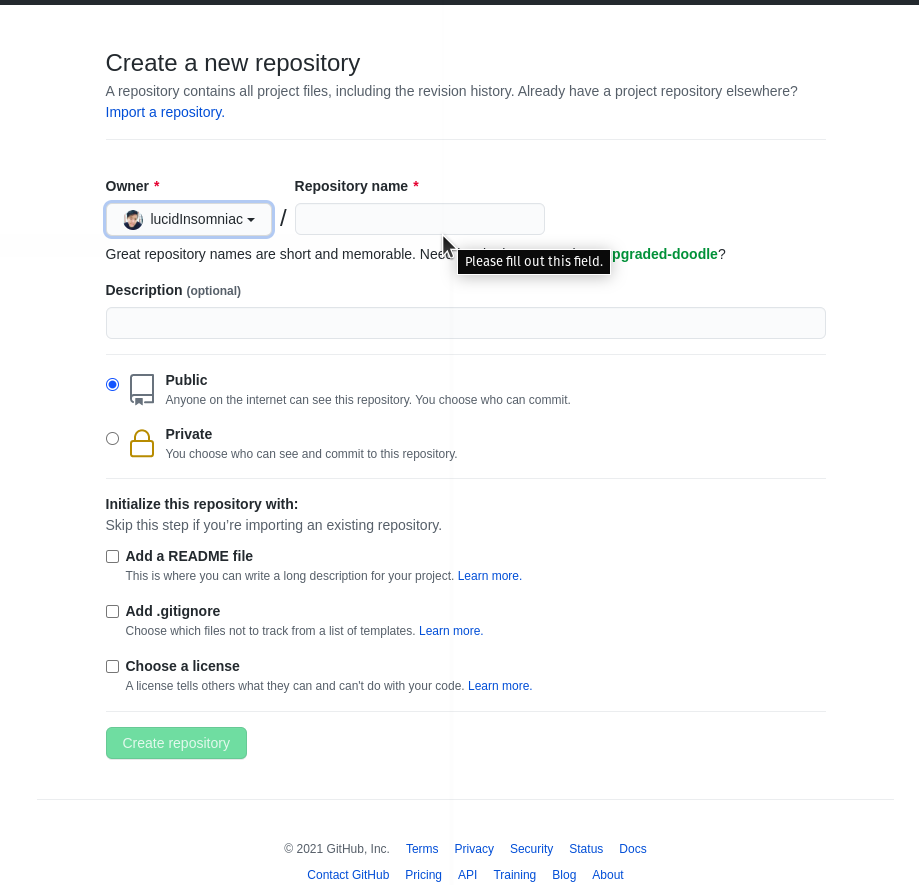 Create a new repository
A repository contains all project files, including the revision history. Already have a project repository elsewhere?
Import a repository.
Owner * Repository name *
lucidInsomniac / 
Great repository names are short and memorable. pgraded-doodle?
Please fill out this field.
Description (optional)
Public
Anyone on the internet can see this repository. You choose who can commit.
Private
You choose who can see and commit to this repository.
Initialize this repository with:
Skip this step if you’re importing an existing repository.
Add a README file
This is where you can write a long description for your project. Learn more.
Add .gitignore
Choose which files not to track from a list of templates. Learn more.
Choose a license
A license tells others what they can and can't do with your code. Learn more.
Create repository
© 2021 GitHub, Inc. Terms Privacy Security Status Docs
Contact GitHub Pricing API Training Blog About